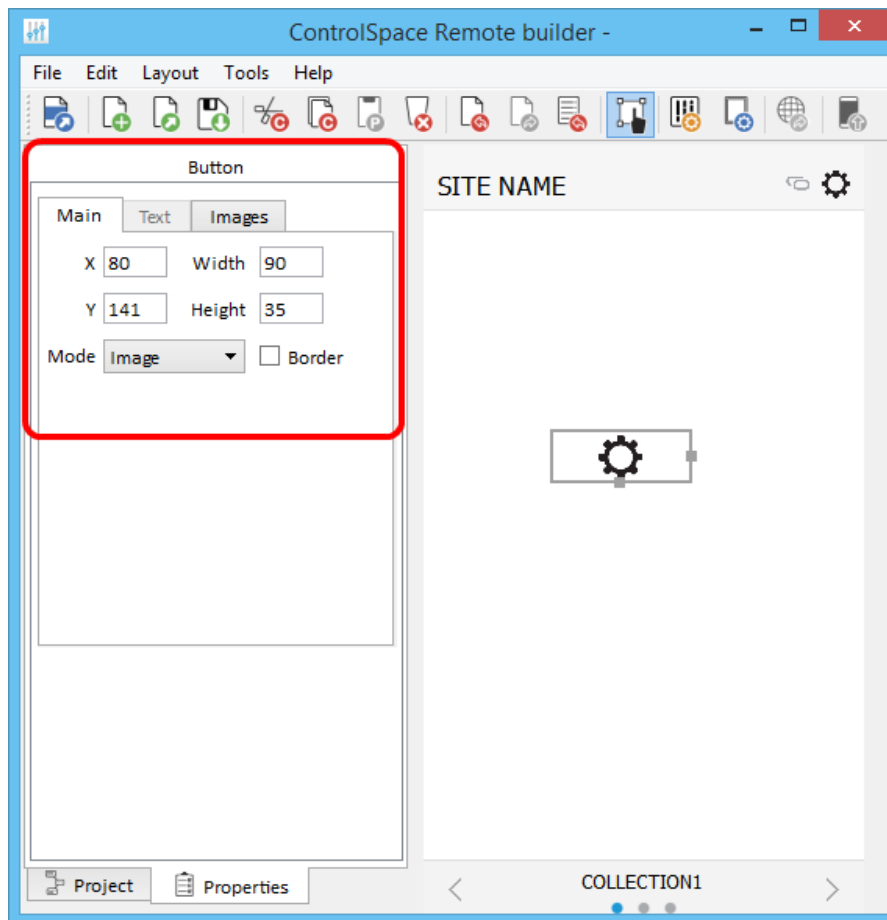 ControlSpace Remote builder -
File Edit Layout Tools Help
Button
Main Text Images
X 80 Width 90
Y 141 Height 35
Mode Image Border
SITE NAME
COLLECTION1
Project Properties